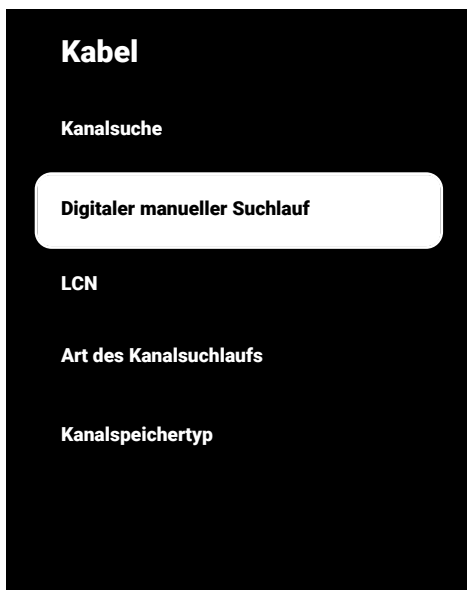 Kabel
Kanalsuche
Digitaler manueller Suchlauf
LCN
Art des Kanalsuchlaufs
Kanalspeichertyp